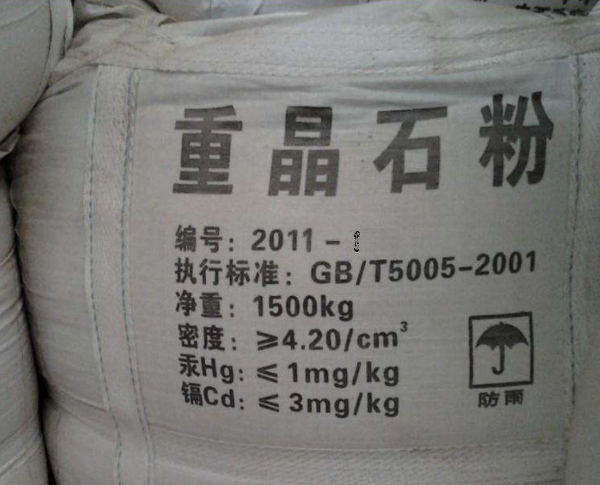 重晶石粉
编号：2011-
执行标准：GB/T5005-2001
净重：1500kg
密度：≥4.20/cm³
汞Hg：≤1mg/kg
镉Cd：≤3mg/kg
防雨